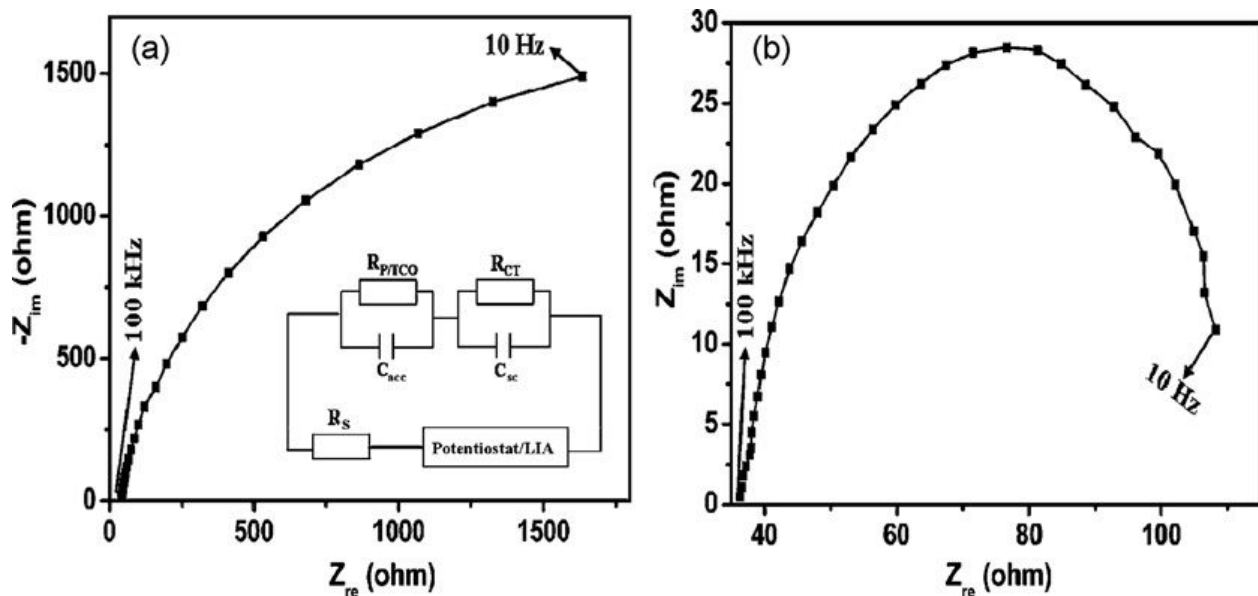 (a)
10 Hz
1500
1000
500
0
-Z_im (ohm)
100 kHz
R_P/TCO
R_CT
C_acc
C_sc
R_S
Potentiostat/LIA
0 500 1000 1500
Z_re (ohm)
(b)
30
25
20
15
10
5
0
Z_im (ohm)
100 kHz
10 Hz
40 60 80 100
Z_re (ohm)